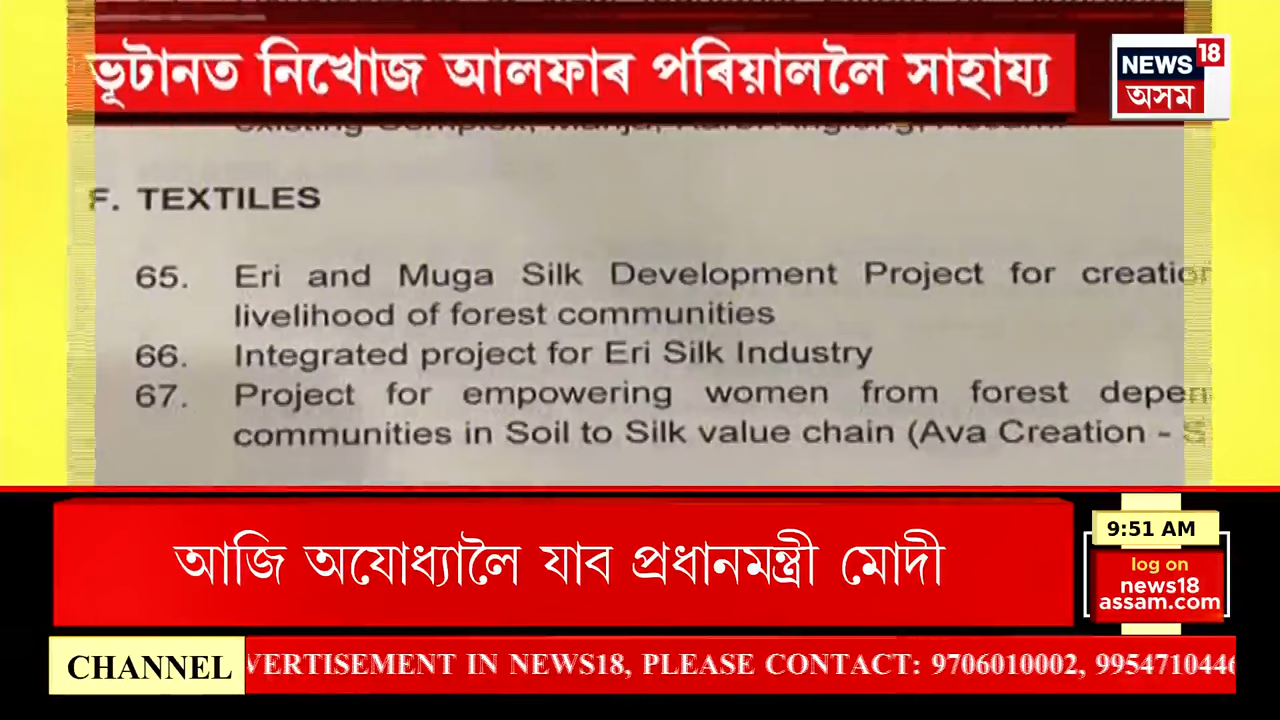 ভূটানত নিখোজ আলফাৰ পৰিয়াললৈ সাহায্য
NEWS 18
অসম
F. TEXTILES
65. Eri and Muga Silk Development Project for creation
livelihood of forest communities
66. Integrated project for Eri Silk Industry
67. Project for empowering women from forest depen
communities in Soil to Silk value chain (Ava Creation - S
আজি অযোধ্যালৈ যাব প্ৰধানমন্ত্ৰী মোদী
9:51 AM
log on
news18
assam.com
CHANNEL VERTISEMENT IN NEWS18, PLEASE CONTACT: 9706010002, 9954710446